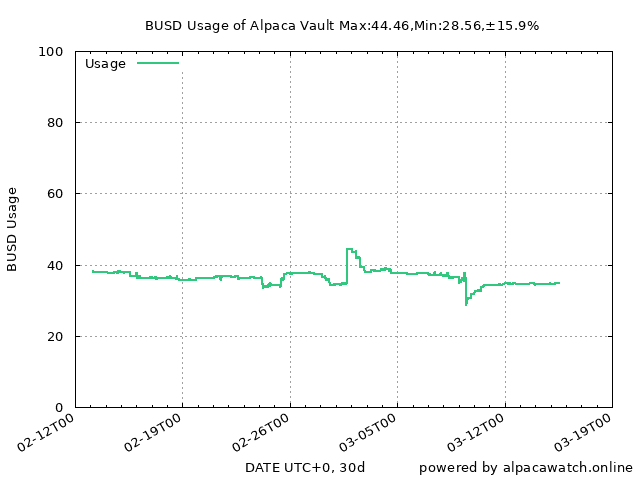 BUSD Usage of Alpaca Vault Max:44.46,Min:28.56,±15.9%
Usage
100
80
60
40
20
0
BUSD Usage
02-12T00
02-19T00
02-26T00
03-05T00
03-12T00
03-19T00
DATE UTC+0, 30d
powered by alpacawatch.online